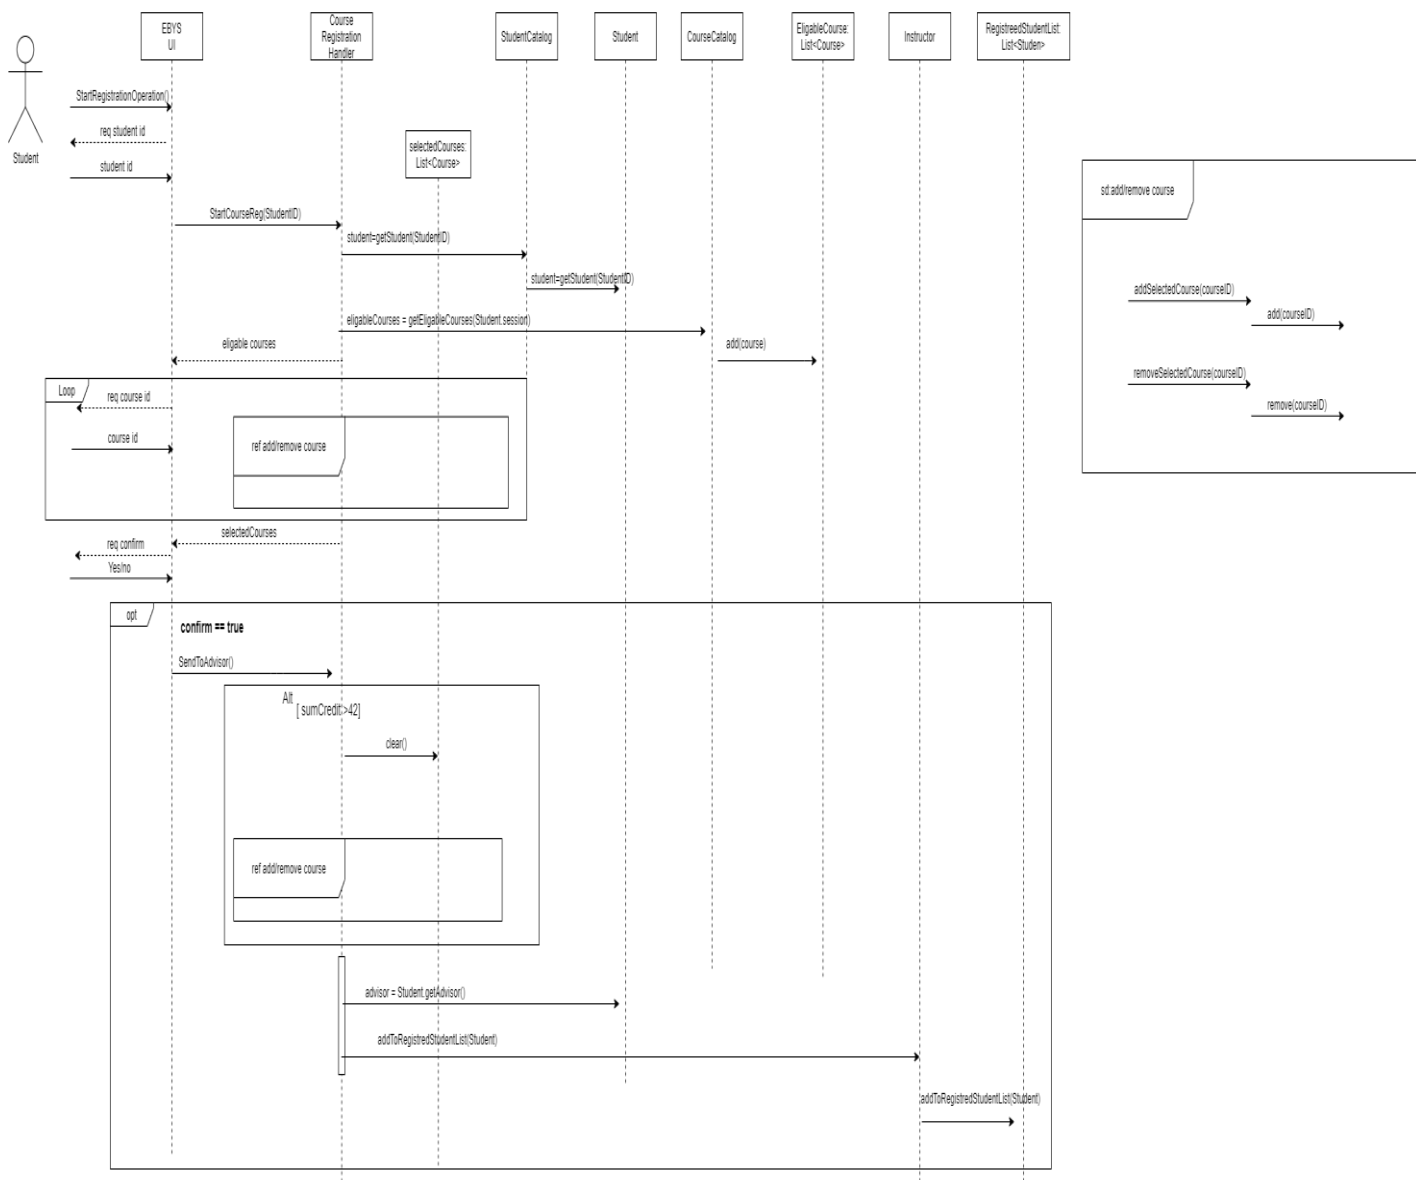 EBYS
UI
Course
Registration
Handler
StudentCatalog
Student
CourseCatalog
EligableCourse:
List<Course>
Instructor
RegistreedStudentList:
List<Studen>
Student
StartRegistrationOperation()
req student id
student id
selectedCourses:
List<Course>
StartCourseReg(StudentID)
student=getStudent(StudentID)
student=getStudent(StudentID)
eligableCourses = getEligableCourses(Student.session)
eligable courses
add(course)
sd:add/remove course
addSelectedCourse(courseID)
add(courseID)
removeSelectedCourse(courseID)
remove(courseID)
Loop
req course id
course id
ref add/remove course
selectedCourses
req confirm
Yes/no
opt
confirm == true
SendToAdvisor()
Alt
[ sumCredit >42]
clear()
ref add/remove course
advisor = Student.getAdvisor()
addToRegistredStudentList(Student)
addToRegistredStudentList(Student)